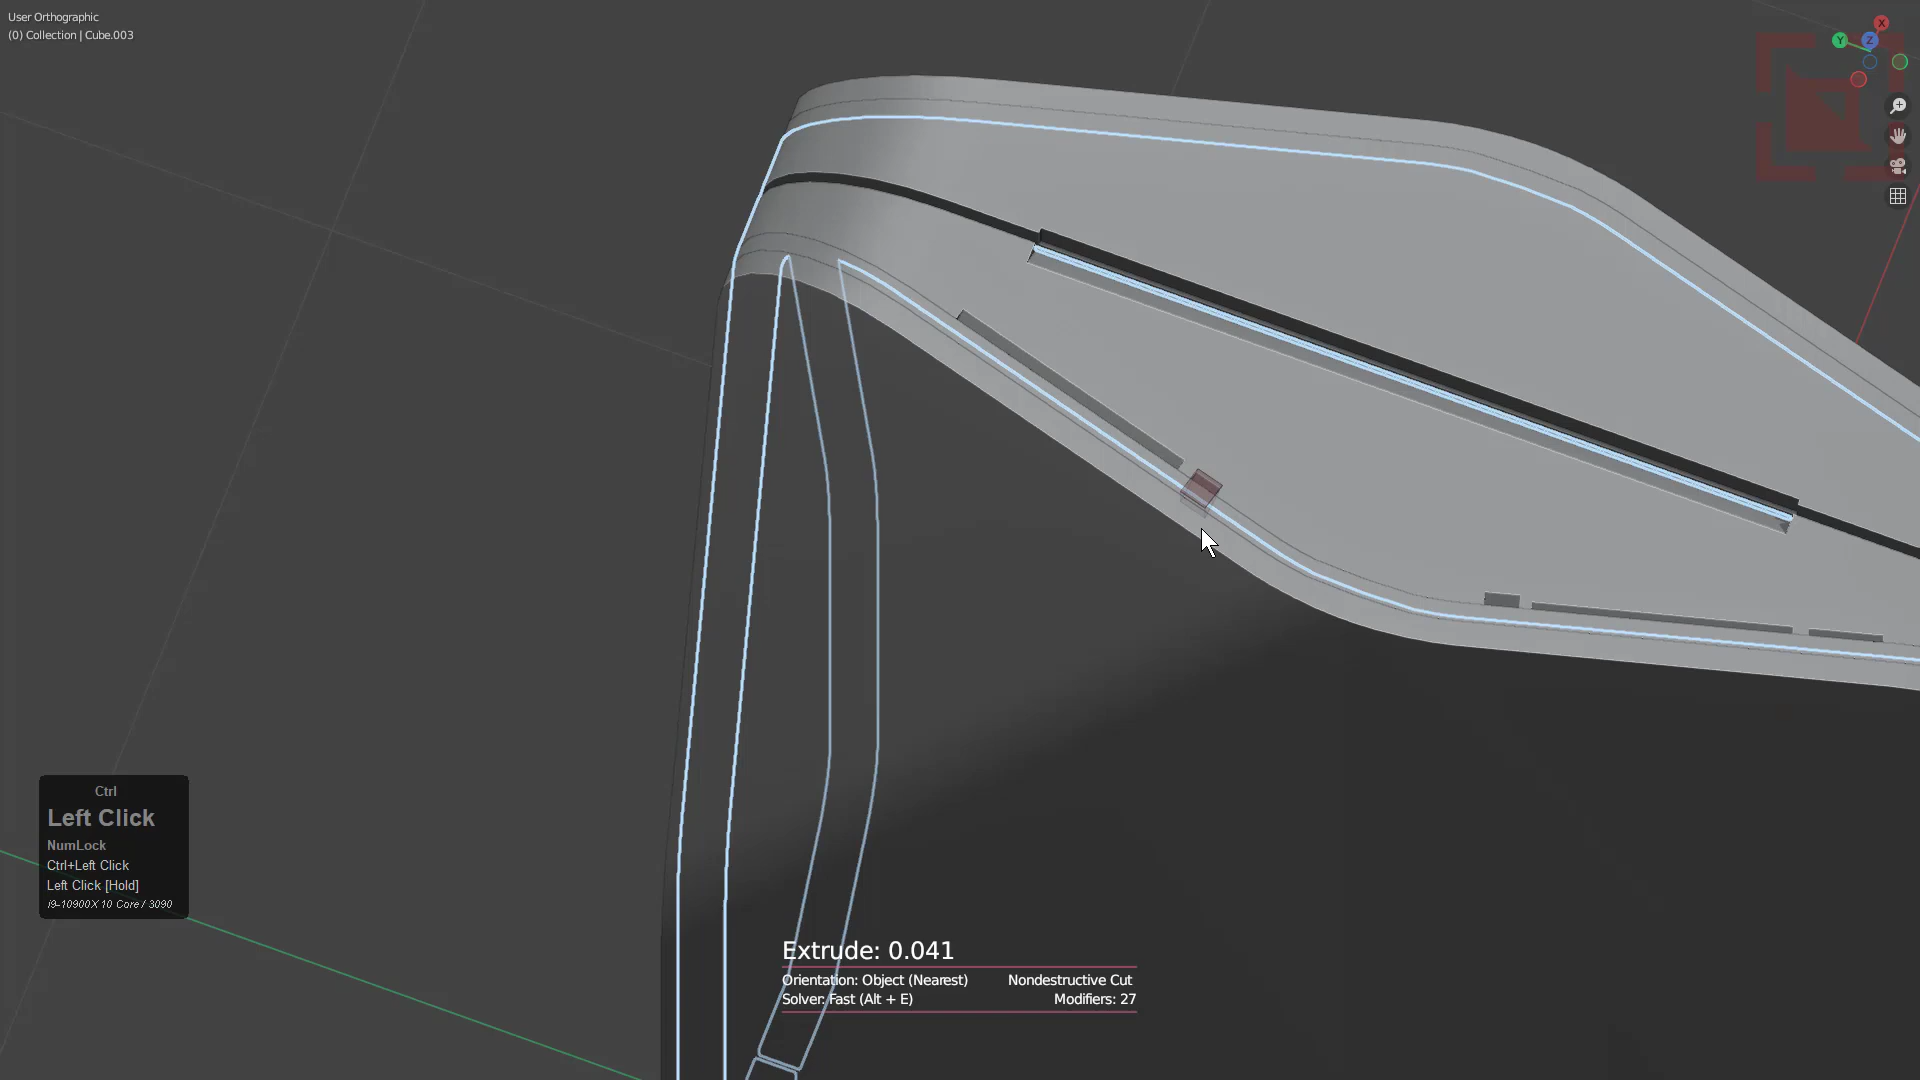 User Orthographic
(0) Collection | Cube.003
X
Y
Z
Ctrl
Left Click
NumLock
Ctrl+Left Click
Left Click [Hold]
i9-10900X 10 Core / 3090
Extrude: 0.041
Orientation: Object (Nearest) Nondestructive Cut
Solver: Fast (Alt + E) Modifiers: 27